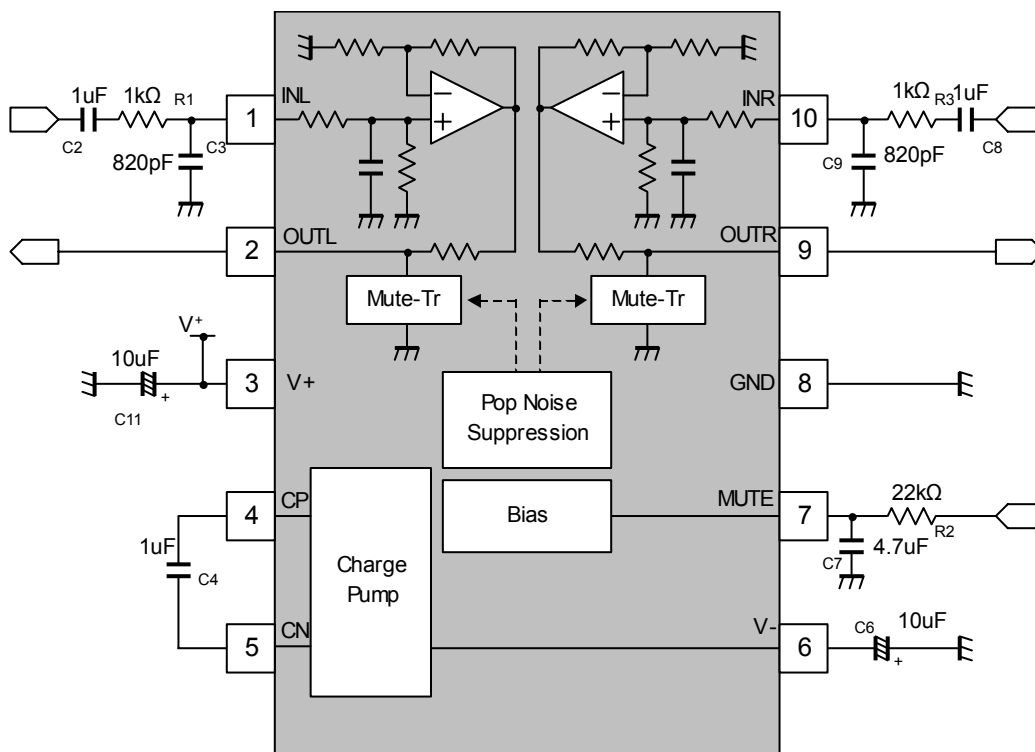 1uF
1kΩ
R1
C2
820pF
C3
1
INL
−
+
−
+
INR
10
1kΩ
R3
1uF
C9
820pF
C8
2
OUTL
OUTR
9
Mute-Tr
Mute-Tr
V+
10uF
+
C11
3
V+
GND
8
Pop Noise
Suppression
4
CP
Bias
MUTE
7
22kΩ
R2
C7
4.7uF
1uF
C4
Charge
Pump
5
CN
V-
6
C6
10uF
+